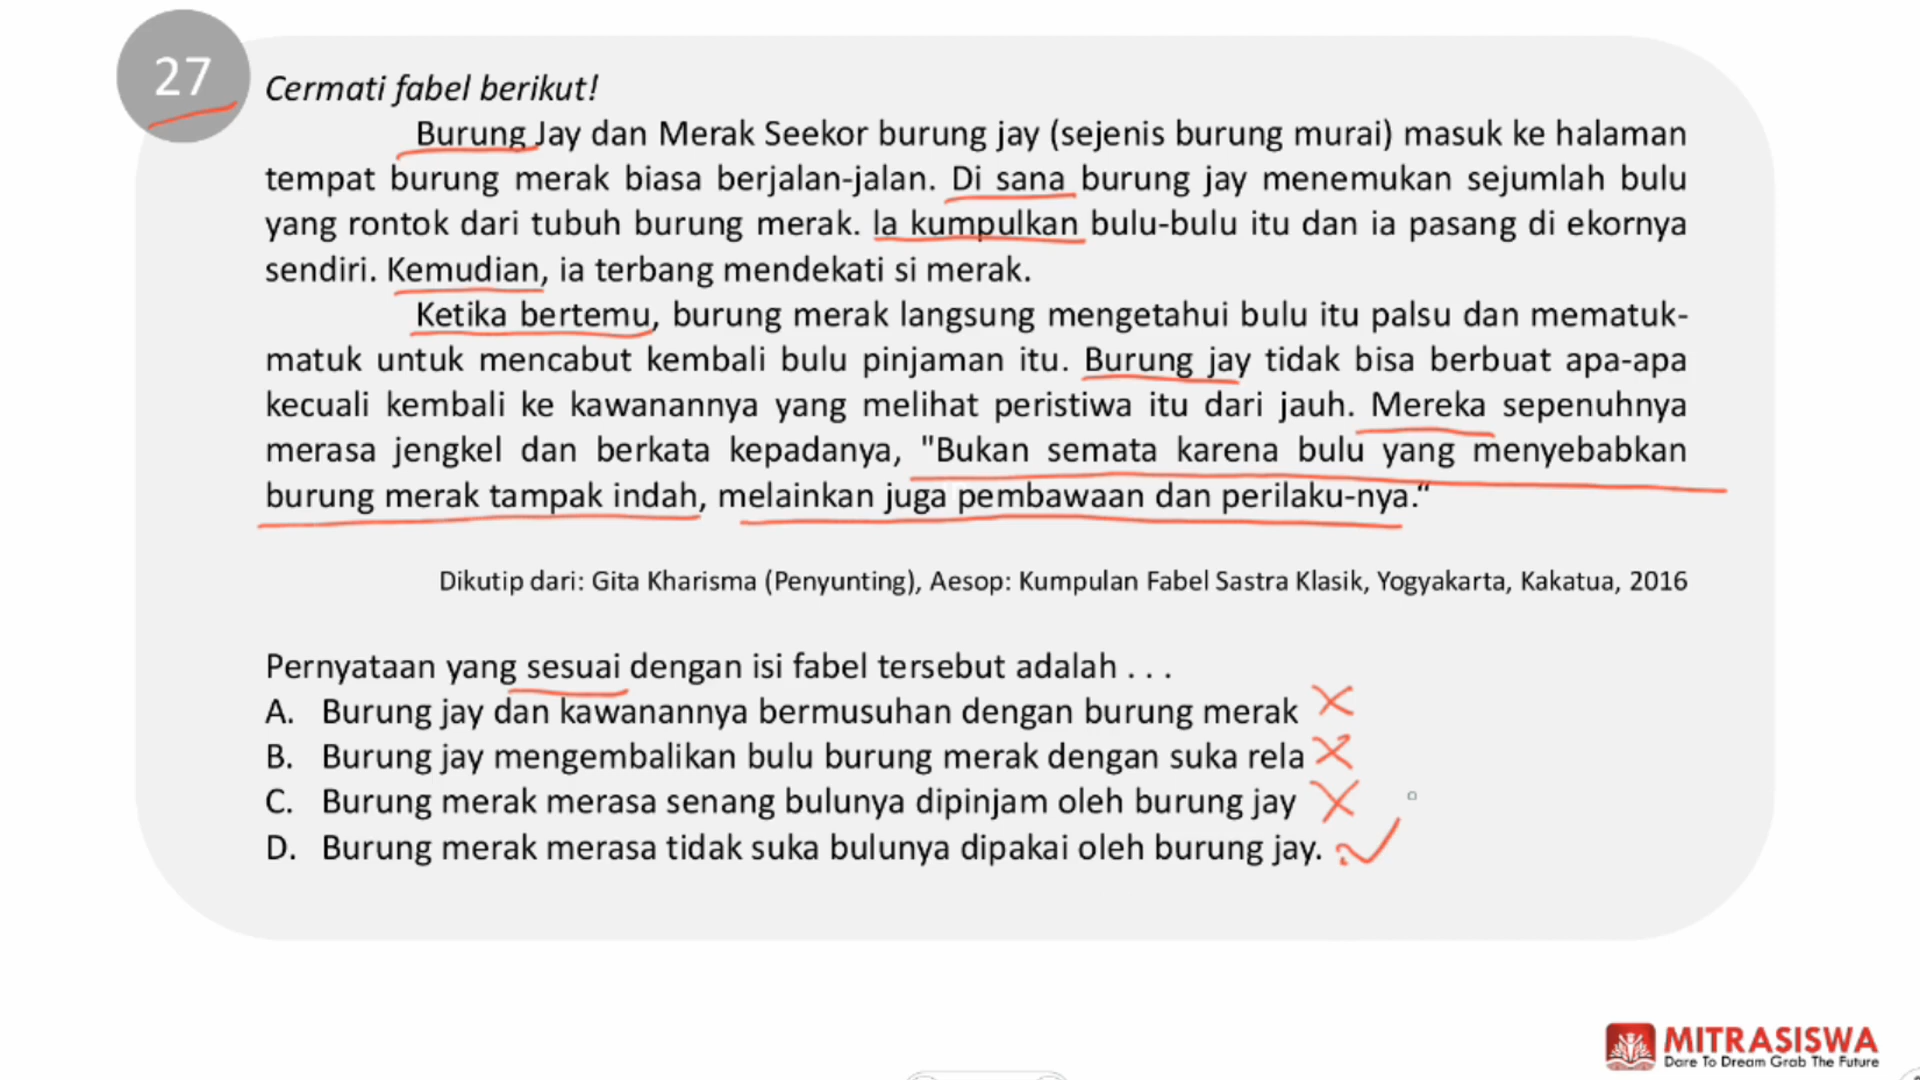 27
Cermati fabel berikut!
Burung Jay dan Merak Seekor burung jay (sejenis burung murai) masuk ke halaman
tempat burung merak biasa berjalan-jalan. Di sana burung jay menemukan sejumlah bulu
yang rontok dari tubuh burung merak. Ia kumpulkan bulu-bulu itu dan ia pasang di ekornya
sendiri. Kemudian, ia terbang mendekati si merak.
Ketika bertemu, burung merak langsung mengetahui bulu itu palsu dan mematuk-
matuk untuk mencabut kembali bulu pinjaman itu. Burung jay tidak bisa berbuat apa-apa
kecuali kembali ke kawanannya yang melihat peristiwa itu dari jauh. Mereka sepenuhnya
merasa jengkel dan berkata kepadanya, "Bukan semata karena bulu yang menyebabkan
burung merak tampak indah, melainkan juga pembawaan dan perilaku-nya.“
Dikutip dari: Gita Kharisma (Penyunting), Aesop: Kumpulan Fabel Sastra Klasik, Yogyakarta, Kakatua, 2016
Pernyataan yang sesuai dengan isi fabel tersebut adalah . . .
A. Burung jay dan kawanannya bermusuhan dengan burung merak
B. Burung jay mengembalikan bulu burung merak dengan suka rela
C. Burung merak merasa senang bulunya dipinjam oleh burung jay
D. Burung merak merasa tidak suka bulunya dipakai oleh burung jay.
MITRASISWA
Dare To Dream Grab The Future